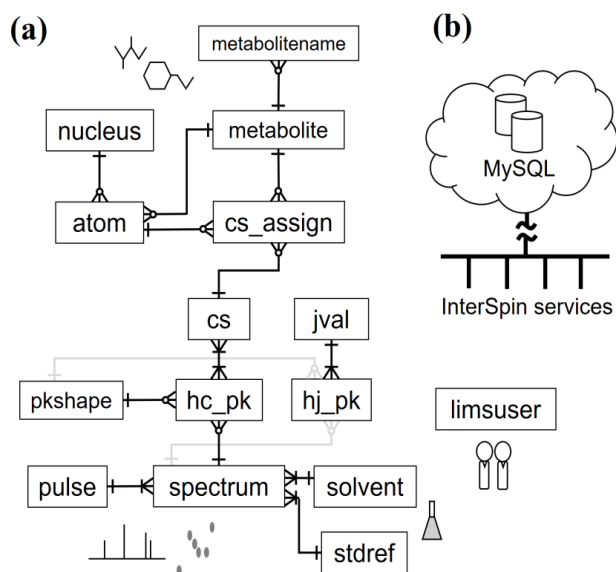 (a)
(b)
metabolitename
nucleus
metabolite
MySQL
atom
cs_assign
InterSpin services
cs
jval
pkshape
hc_pk
hj_pk
limsuser
pulse
spectrum
solvent
stdref